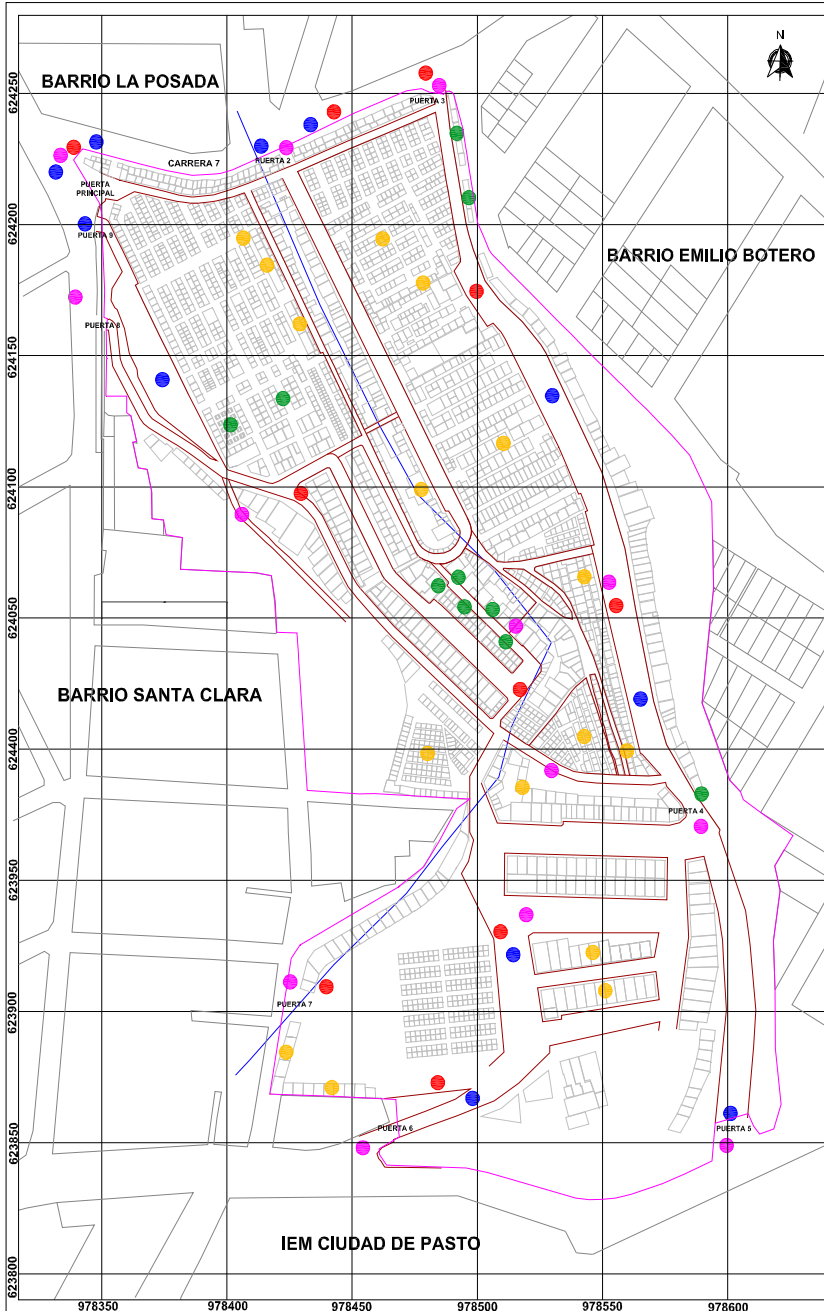 N
BARRIO LA POSADA
624250
PUERTA 3
CARRERA 7
PUERTA 2
PUERTA
PRINCIPAL
624200
PUERTA 9
BARRIO EMILIO BOTERO
PUERTA 8
624150
624100
624050
BARRIO SANTA CLARA
624400
PUERTA 4
623950
PUERTA 7
623900
PUERTA 6
PUERTA 5
623850
IEM CIUDAD DE PASTO
623800
978350
978400
978450
978500
978550
978600